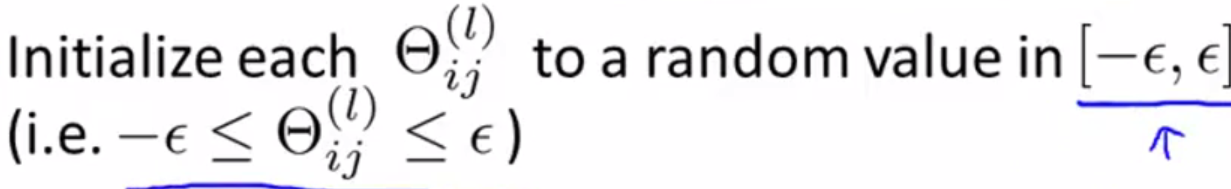 Initialize each Θ_{ij}^{(l)} to a random value in [−ϵ, ϵ]
(i.e. −ϵ ≤ Θ_{ij}^{(l)} ≤ ϵ)